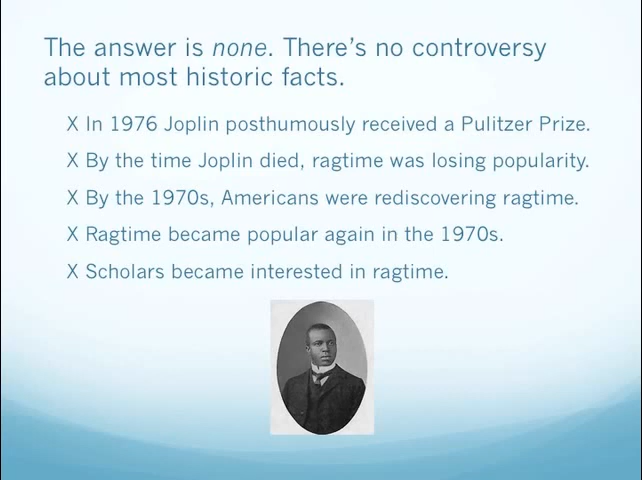 The answer is none. There’s no controversy
about most historic facts.
X In 1976 Joplin posthumously received a Pulitzer Prize.
X By the time Joplin died, ragtime was losing popularity.
X By the 1970s, Americans were rediscovering ragtime.
X Ragtime became popular again in the 1970s.
X Scholars became interested in ragtime.